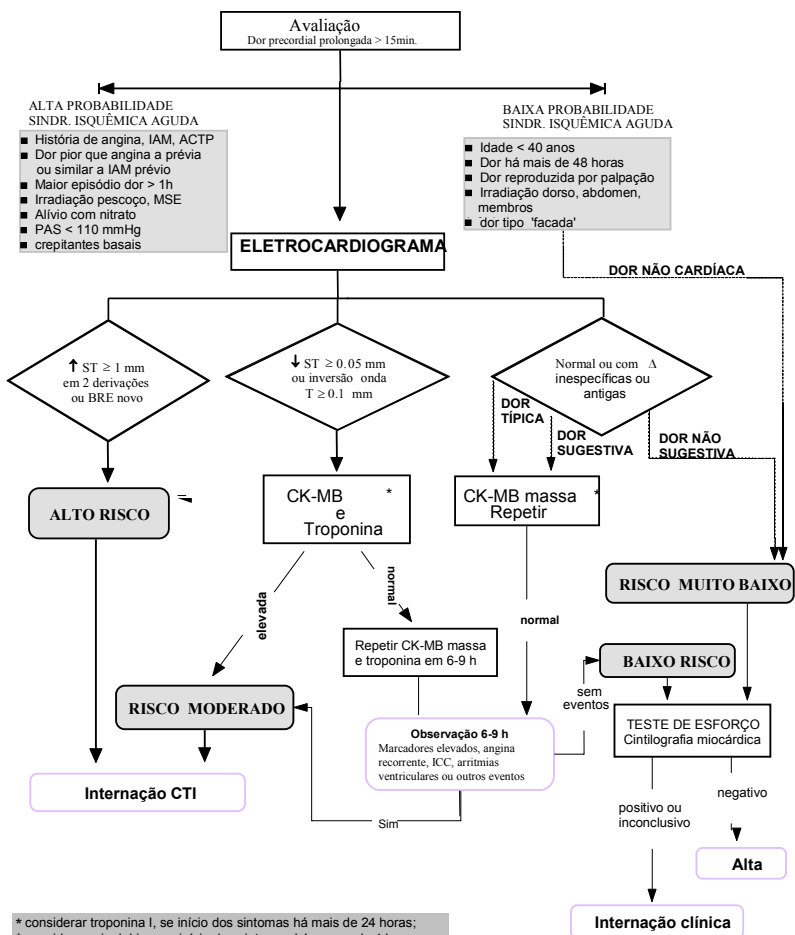 Avaliação
Dor precordial prolongada > 15min.
ALTA PROBABILIDADE
SINDR. ISQUÊMICA AGUDA
■ História de angina, IAM, ACTP
■ Dor pior que angina a prévia
ou similar a IAM prévio
■ Maior episódio dor > 1h
■ Irradiação pescoço, MSE
■ Alívio com nitrato
■ PAS < 110 mmHg
■ crepitantes basais
BAIXA PROBABILIDADE
SINDR. ISQUÊMICA AGUDA
■ Idade < 40 anos
■ Dor há mais de 48 horas
■ Dor reproduzida por palpação
■ Irradiação dorso, abdomen,
membros
■ dor tipo 'facada'
ELETROCARDIOGRAMA
DOR NÃO CARDÍACA
↑ ST ≥ 1 mm
em 2 derivações
ou BRE novo
↓ ST ≥ 0.05 mm
ou inversão onda
T ≥ 0.1 mm
Normal ou com Δ
inespecíficas ou
antigas
DOR
TÍPICA
DOR
SUGESTIVA
DOR NÃO
SUGESTIVA
ALTO RISCO
CK-MB *
e
Troponina
CK-MB massa *
Repetir
RISCO MUITO BAIXO
elevada
normal
normal
Repetir CK-MB massa
e troponina em 6-9 h
BAIXO RISCO
sem
eventos
RISCO MODERADO
Observação 6-9 h
Marcadores elevados, angina
recorrente, ICC, arritmias
ventriculares ou outros eventos
TESTE DE ESFORÇO
Cintilografia miocárdica
Internação CTI
Sim
positivo ou
inconclusivo
negativo
Alta
Internação clínica
* considerar troponina I, se início dos sintomas há mais de 24 horas;